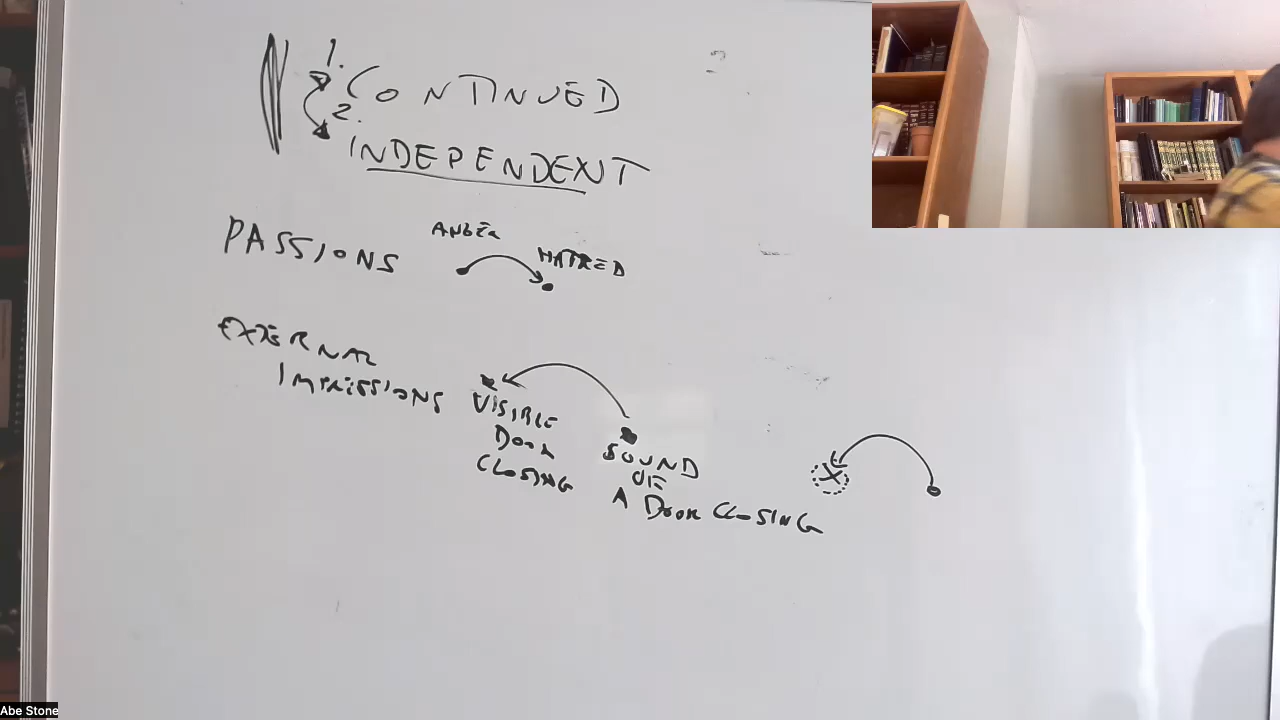 1.
CONTINUED
2.
INDEPENDENT
PASSIONS
ANGER
HATRED
EXTERNAL
IMPRESSIONS
VISIBLE
DOOR
CLOSING
SOUND
OF
A DOOR CLOSING
X
Abe Stone